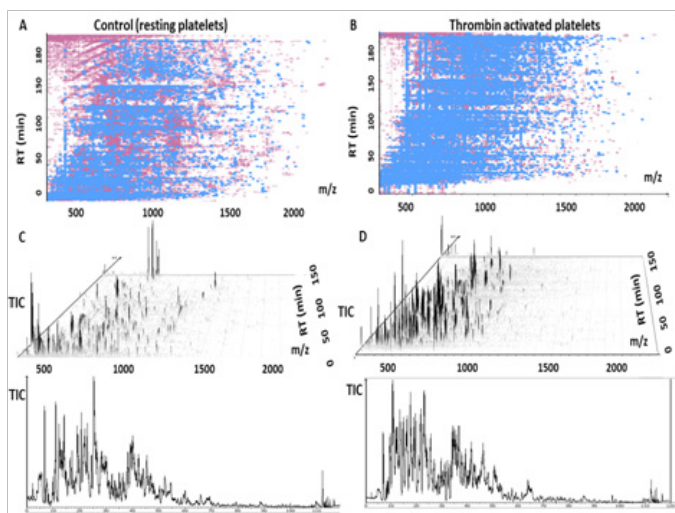 A Control (resting platelets)
B Thrombin activated platelets
RT (min)
0 50 100 150 180
m/z
500 1000 1500 2000
RT (min)
0 50 100 150 180
m/z
500 1000 1500 2000
C
TIC
RT (min)
0 50 100 150
m/z
500 1000 1500 2000
D
TIC
RT (min)
0 50 100 150
m/z
500 1000 1500 2000
TIC
TIC